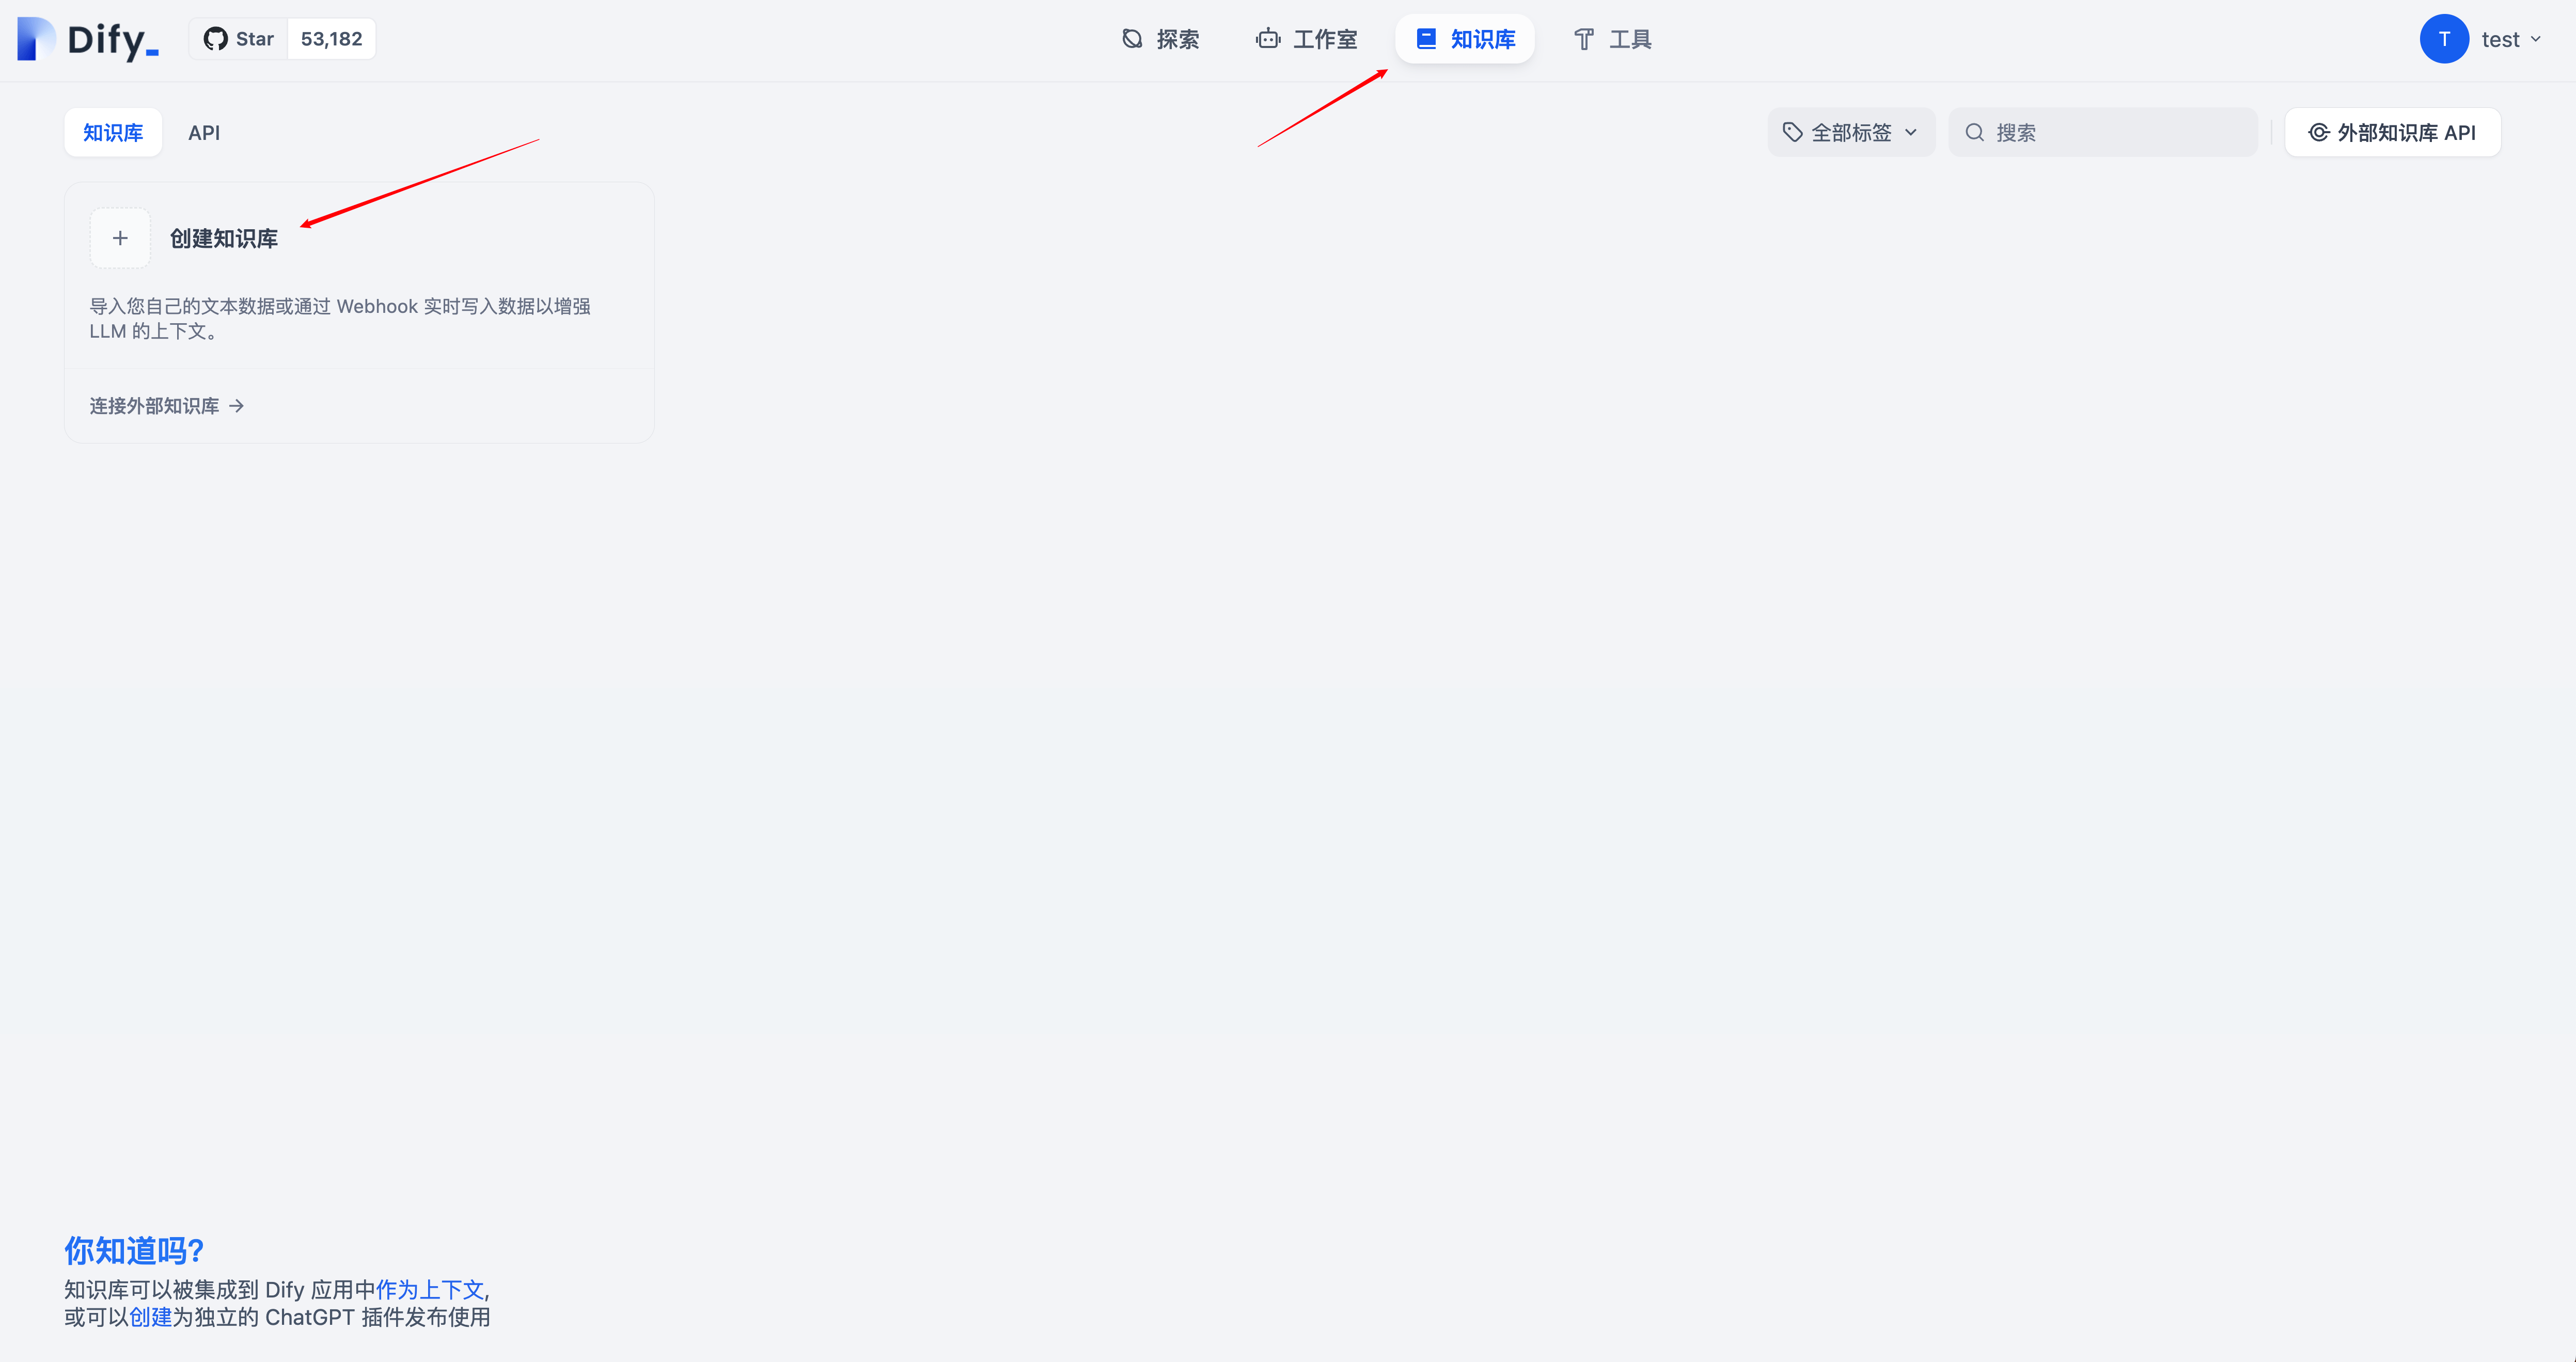 Dify_
Star 53,182
探索 工作室 知识库 工具
T test
知识库 API
全部标签 搜索 外部知识库 API
创建知识库
导入您自己的文本数据或通过 Webhook 实时写入数据以增强
LLM 的上下文。
连接外部知识库
你知道吗?
知识库可以被集成到 Dify 应用中作为上下文,
或可以创建为独立的 ChatGPT 插件发布使用